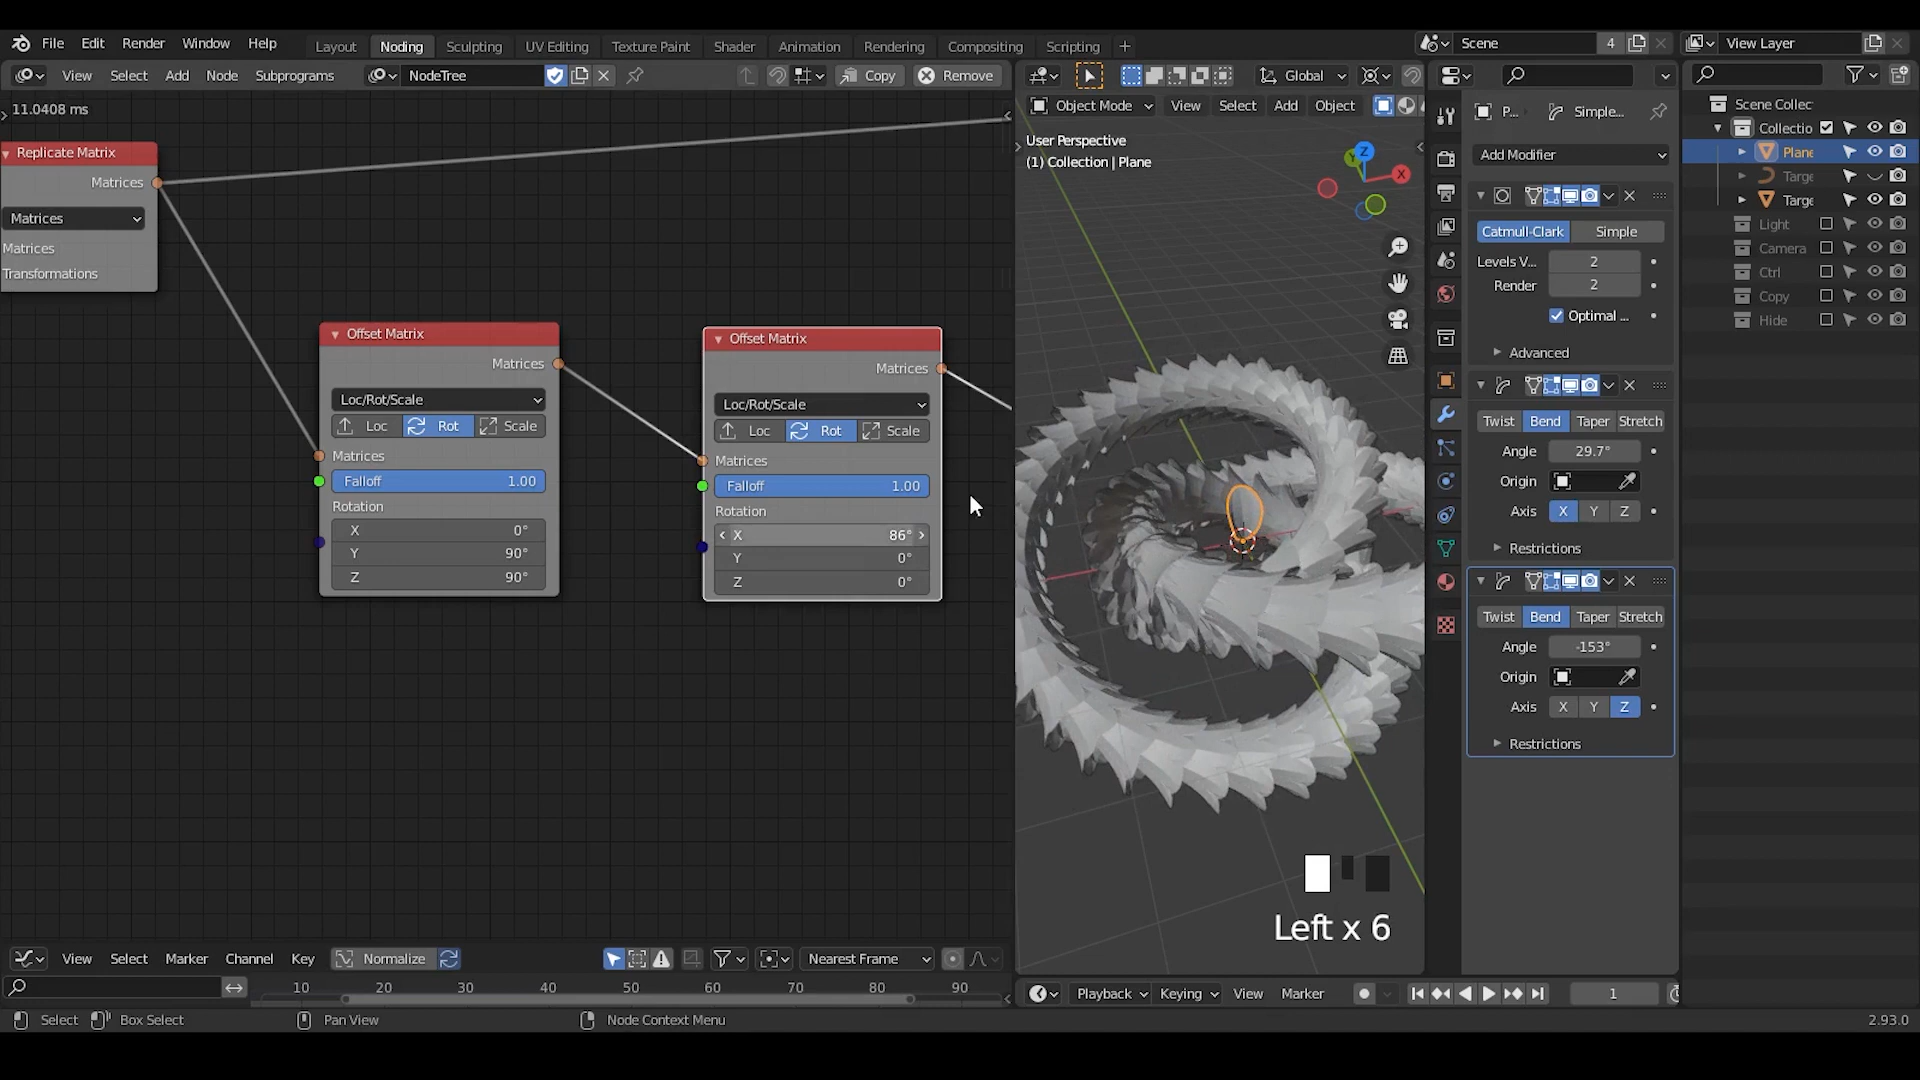 File Edit Render Window Help Layout Noding Sculpting UV Editing Texture Paint Shader Animation Rendering Compositing Scripting + Scene 4 View Layer
View Select Add Node Subprograms NodeTree Copy Remove Global
Object Mode View Select Add Object P... Simple...
11.0408 ms
User Perspective
(1) Collection | Plane
Z
Y
X
Replicate Matrix
Matrices
Matrices
Matrices
Transformations
Offset Matrix
Matrices
Loc/Rot/Scale
Loc Rot Scale
Matrices
Falloff 1.00
Rotation
X 0°
Y 90°
Z 90°
Offset Matrix
Matrices
Loc/Rot/Scale
Loc Rot Scale
Matrices
Falloff 1.00
Rotation
X 86°
Y 0°
Z 0°
Left x 6
Add Modifier
Catmull-Clark Simple
Levels V... 2
Render 2
Optimal ...
Advanced
Twist Bend Taper Stretch
Angle 29.7°
Origin
Axis X Y Z
Restrictions
Twist Bend Taper Stretch
Angle -153°
Origin
Axis X Y Z
Restrictions
Scene Collec
Collectio
Plane
Targe
Targe
Light
Camera
Ctrl
Copy
Hide
View Select Marker Channel Key Normalize Nearest Frame
10 20 30 40 50 60 70 80 90
Playback Keying View Marker 1
Select Box Select Pan View Node Context Menu 2.93.0